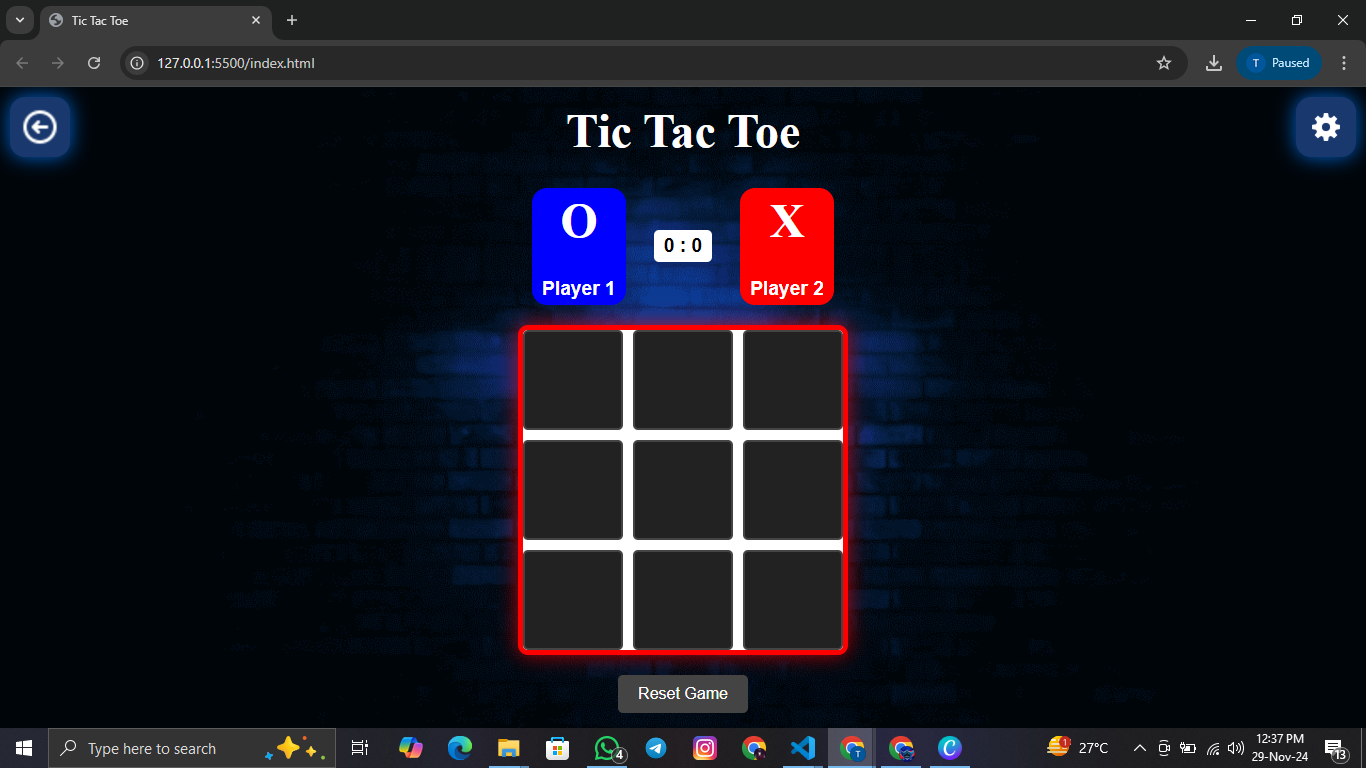 Tic Tac Toe
127.0.0.1:5500/index.html
T Paused
Tic Tac Toe
O
X
0 : 0
Player 1
Player 2
Reset Game
Type here to search
4
T
1
27°C
12:37 PM
29-Nov-24
13